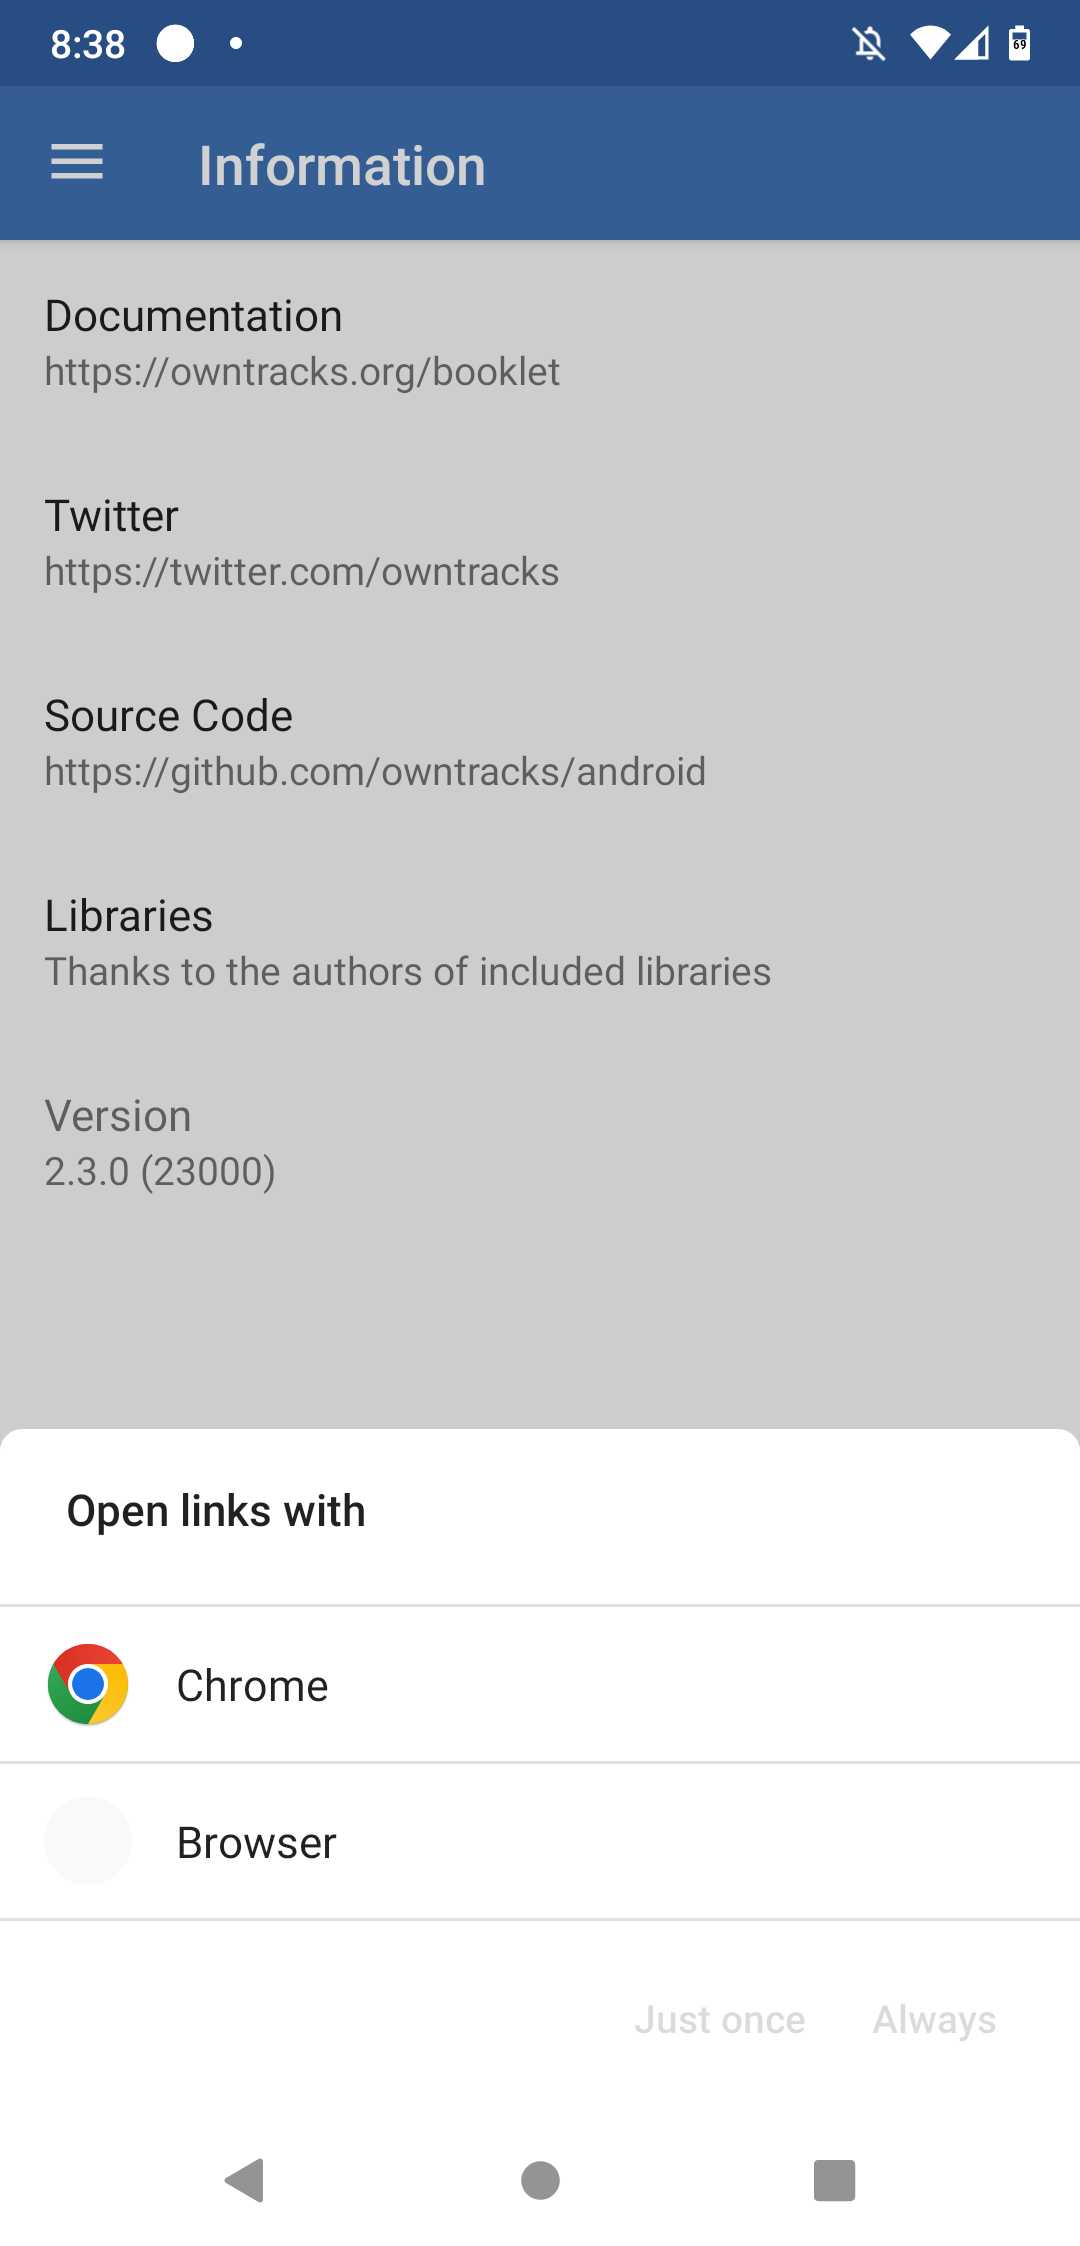 8:38
69
Information
Documentation
https://owntracks.org/booklet
Twitter
https://twitter.com/owntracks
Source Code
https://github.com/owntracks/android
Libraries
Thanks to the authors of included libraries
Version
2.3.0 (23000)
Open links with
Chrome
Browser
Just once
Always